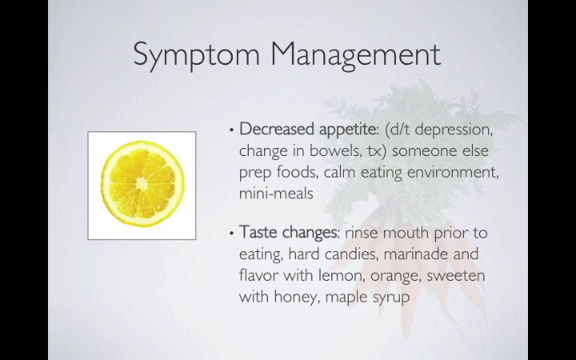 Symptom Management
• Decreased appetite: (d/t depression,
change in bowels, tx) someone else
prep foods, calm eating environment,
mini-meals
• Taste changes: rinse mouth prior to
eating, hard candies, marinade and
flavor with lemon, orange, sweeten
with honey, maple syrup